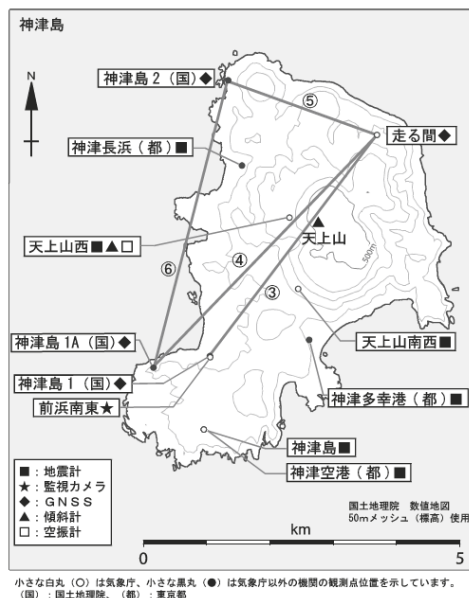 神津島
神津島2（国）◆
⑤
走る間◆
N
神津長浜（都）■
天上山
天上山西■▲□
500m
⑥
④
③
神津島1A（国）◆
天上山南西■
神津島1（国）◆
前浜南東★
神津多幸港（都）■
神津島■
神津空港（都）■
■：地震計
★：監視カメラ
◆：GNSS
▲：傾斜計
□：空振計
国土地理院 数値地図
50mメッシュ（標高）使用
km
0 5
小さな白丸（○）は気象庁、小さな黒丸（●）は気象庁以外の機関の観測点位置を示しています。
（国）：国土地理院、（都）：東京都